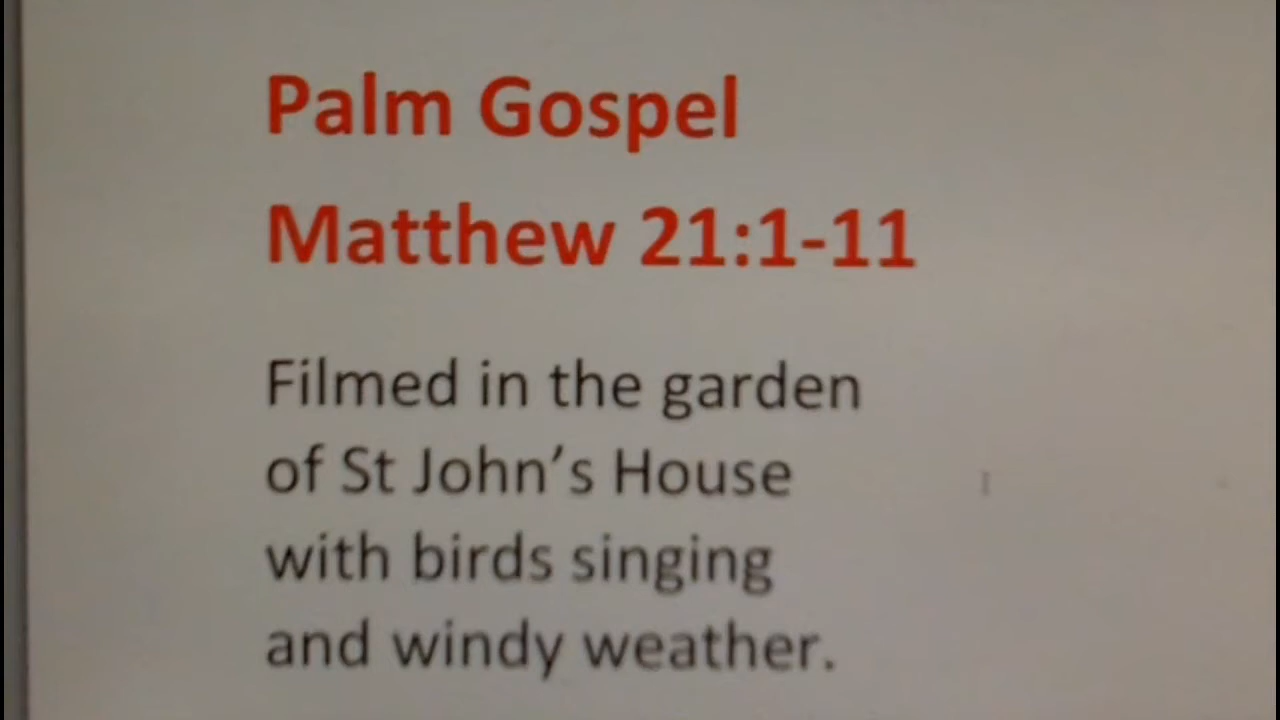 Palm Gospel
Matthew 21:1-11
Filmed in the garden
of St John’s House
with birds singing
and windy weather.